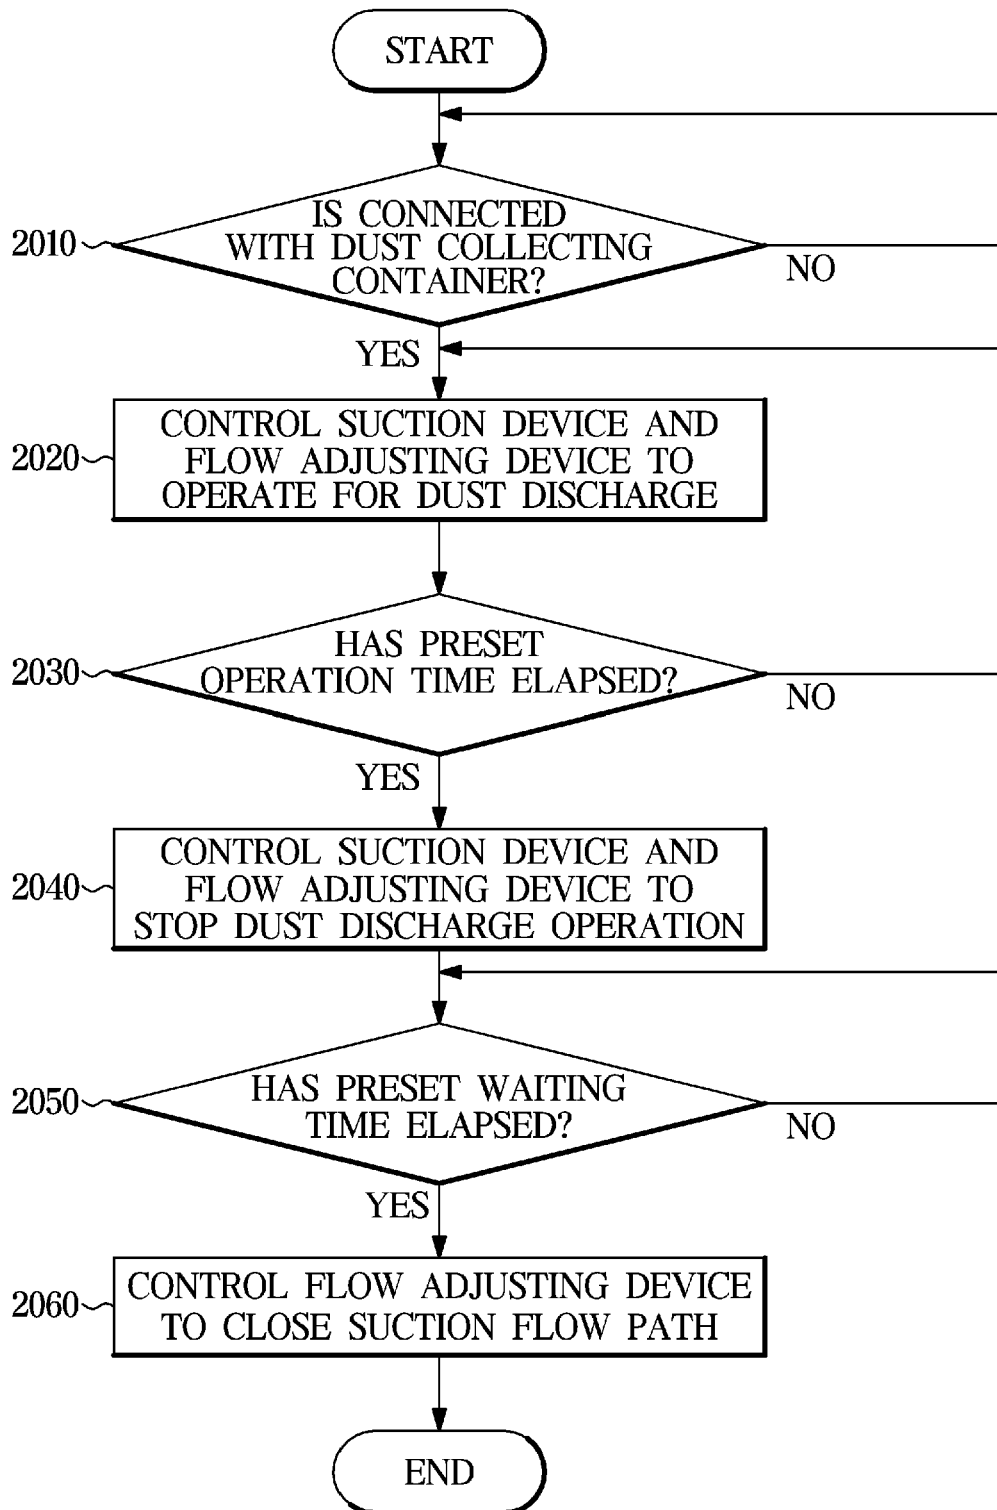 START
2010
IS CONNECTED
WITH DUST COLLECTING
CONTAINER?
NO
YES
2020
CONTROL SUCTION DEVICE AND
FLOW ADJUSTING DEVICE TO
OPERATE FOR DUST DISCHARGE
2030
HAS PRESET
OPERATION TIME ELAPSED?
NO
YES
2040
CONTROL SUCTION DEVICE AND
FLOW ADJUSTING DEVICE TO
STOP DUST DISCHARGE OPERATION
2050
HAS PRESET WAITING
TIME ELAPSED?
NO
YES
2060
CONTROL FLOW ADJUSTING DEVICE
TO CLOSE SUCTION FLOW PATH
END